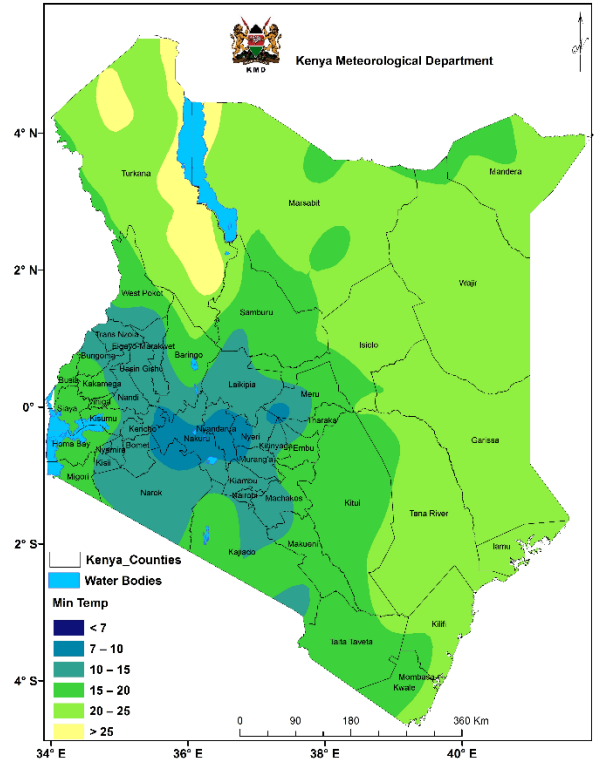 KMD
Kenya Meteorological Department
4° N
Turkana
Marsabit
Mandera
2° N
West Pokot
Samburu
Wajir
Trans Nzoia
Elgeyo-Marakwet
Bungoma
Baringo
Isiolo
Uasin Gishu
Busia
Kakamega
Laikipia
Meru
Vihiga
Nandi
0°
Siaya
Kisumu
Tharaka
Kericho
Nyandarua
Nakuru
Nyeri
Garissa
Homa Bay
Nyamira
Bomet
Kirinyaga
Embu
Kisii
Murang'a
Migori
Kiambu
Narok
Nairobi
Machakos
Kitui
Tana River
2° S
Kajiado
Makueni
lamu
Kenya_Counties
Water Bodies
Min Temp
< 7
7 – 10
10 – 15
15 – 20
20 – 25
> 25
Kilifi
Taita Taveta
4° S
Mombasa
Kwale
0 90 180 360 Km
34° E 36° E 38° E 40° E